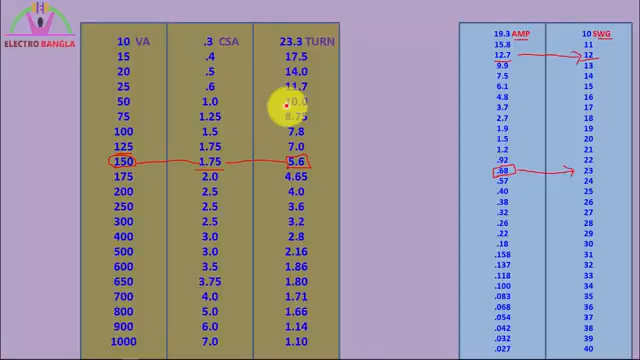 ELECTRO BANGLA
10 VA .3 CSA 23.3 TURN
15 .4 17.5
20 .5 14.0
25 .6 11.7
50 1.0 10.0
75 1.25 8.75
100 1.5 7.8
125 1.75 7.0
150 1.75 5.6
175 2.0 4.65
200 2.5 4.0
250 2.5 3.6
300 2.5 3.2
400 3.0 2.8
500 3.0 2.16
600 3.5 1.86
650 3.75 1.80
700 4.0 1.71
800 5.0 1.66
900 6.0 1.14
1000 7.0 1.10
19.3 AMP 10 SWG
15.8 11
12.7 12
9.9 13
7.5 14
6.1 15
4.8 16
3.7 17
2.7 18
1.9 19
1.5 20
1.2 21
.92 22
.68 23
.57 24
.40 25
.38 26
.32 27
.26 28
.22 29
.18 30
.158 31
.137 32
.118 33
.100 34
.083 35
.068 36
.054 37
.042 38
.032 39
.027 40